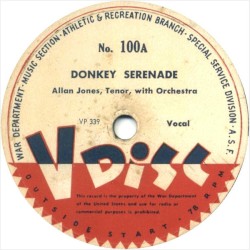 WAR DEPARTMENT · MUSIC SECTION · ATHLETIC & RECREATION BRANCH · SPECIAL SERVICE DIVISION · A.S.F.
No. 100A
DONKEY SERENADE
Allan Jones, Tenor, with Orchestra
VP 339
Vocal
V DISC
This record is the property of the War Department
of the United States and use for radio or
commercial purposes is prohibited.
OUTSIDE START · 78 RPM